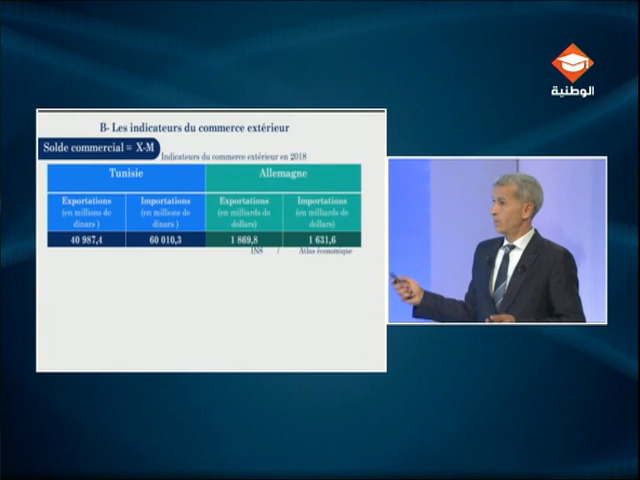 الوطنية
B- Les indicateurs du commerce extérieur
Solde commercial = X-M
Indicateurs du commerce extérieur en 2018
Tunisie Allemagne
Exportations Importations Exportations Importations
(en millions de (en millions de (en milliards de (en milliards de
dinars ) dinars ) dollars) dollars)
40 987,4 60 010,3 1 869,8 1 631,6
INS / Atlas économique